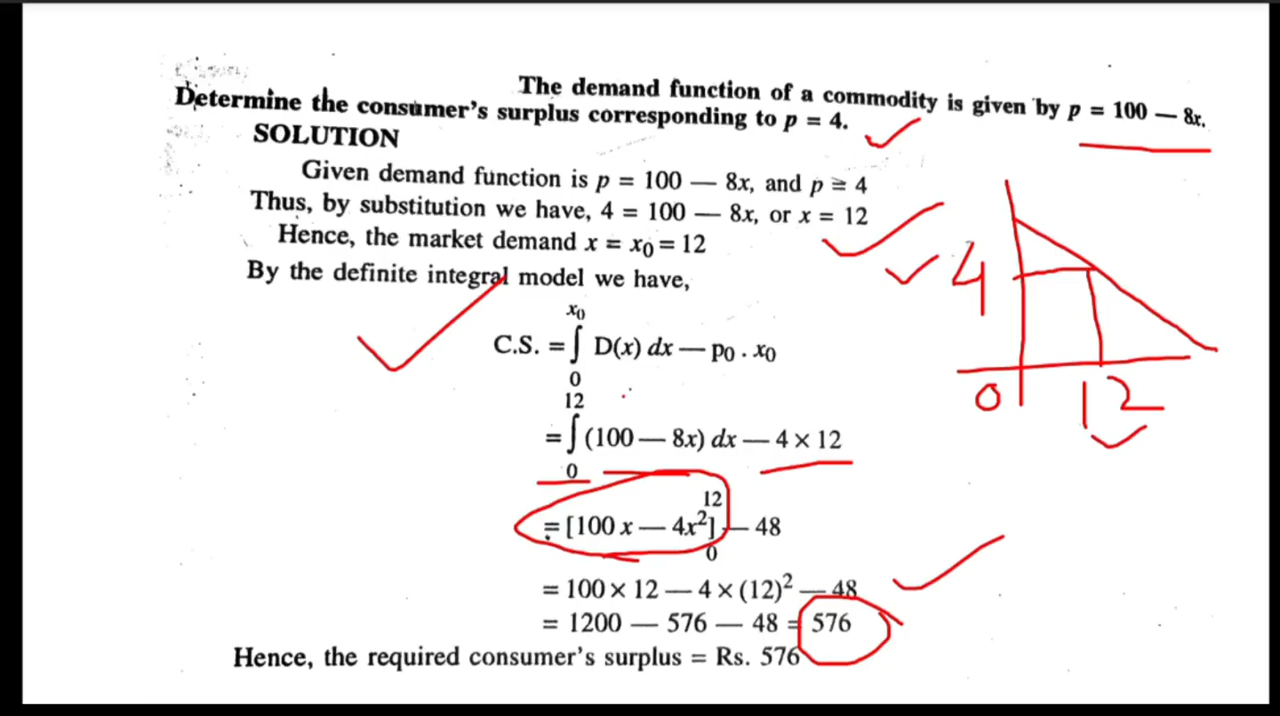 The demand function of a commodity is given by p = 100 — 8x.
Determine the consumer's surplus corresponding to p = 4.
SOLUTION
Given demand function is p = 100 — 8x, and p = 4
Thus, by substitution we have, 4 = 100 — 8x, or x = 12
Hence, the market demand x = x₀ = 12
By the definite integral model we have,
x₀
C.S. = ∫ D(x) dx — p₀ . x₀
0
12
= ∫ (100 — 8x) dx — 4 × 12
0
12
= [100 x — 4x²] — 48
0
= 100 × 12 — 4 × (12)² — 48
= 1200 — 576 — 48 = 576
Hence, the required consumer's surplus = Rs. 576
4
0 12